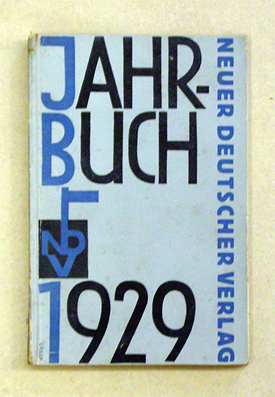 JAHR-
BUCH
NDV
1929
NEUER DEUTSCHER VERLAG